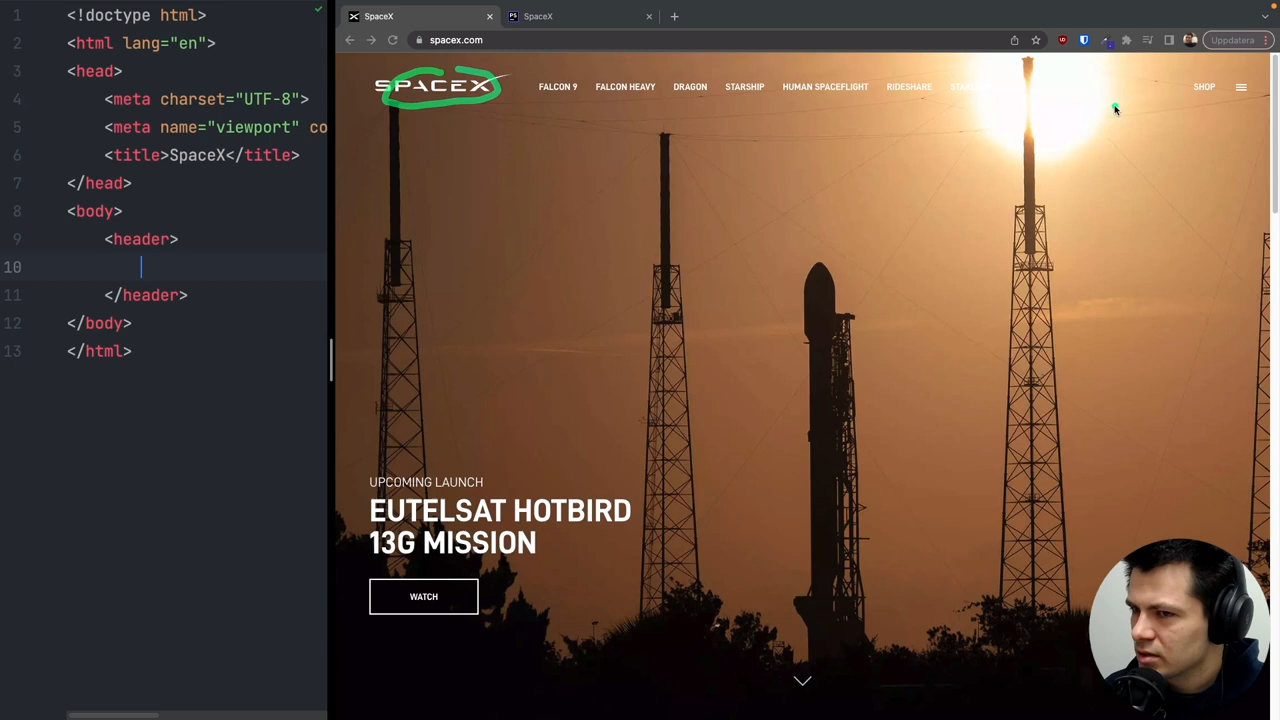 1 <!doctype html>
2 <html lang="en">
3 <head>
4 <meta charset="UTF-8">
5 <meta name="viewport" co
6 <title>SpaceX</title>
7 </head>
8 <body>
9 <header>
10
11 </header>
12 </body>
13 </html>
SpaceX
PS SpaceX
spacex.com
Uppdatera
SPACEX FALCON 9 FALCON HEAVY DRAGON STARSHIP HUMAN SPACEFLIGHT RIDESHARE SHOP
UPCOMING LAUNCH
EUTELSAT HOTBIRD
13G MISSION
WATCH